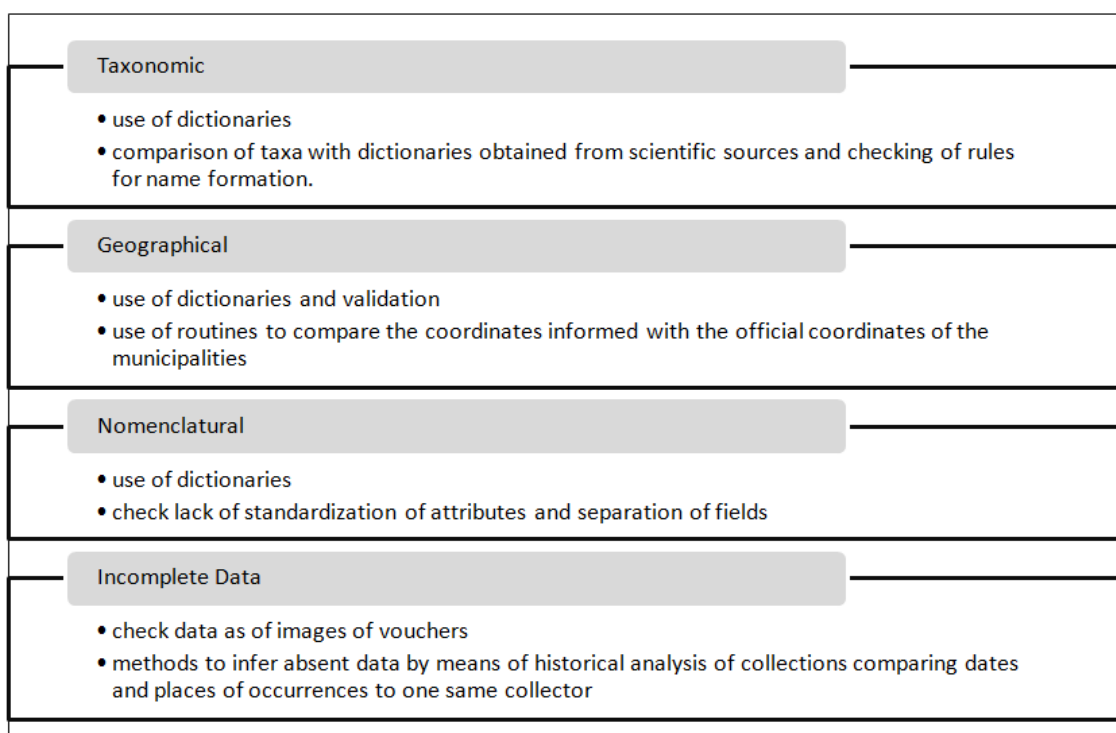 Taxonomic
• use of dictionaries
• comparison of taxa with dictionaries obtained from scientific sources and checking of rules
for name formation.
Geographical
• use of dictionaries and validation
• use of routines to compare the coordinates informed with the official coordinates of the
municipalities
Nomenclatural
• use of dictionaries
• check lack of standardization of attributes and separation of fields
Incomplete Data
• check data as of images of vouchers
• methods to infer absent data by means of historical analysis of collections comparing dates
and places of occurrences to one same collector